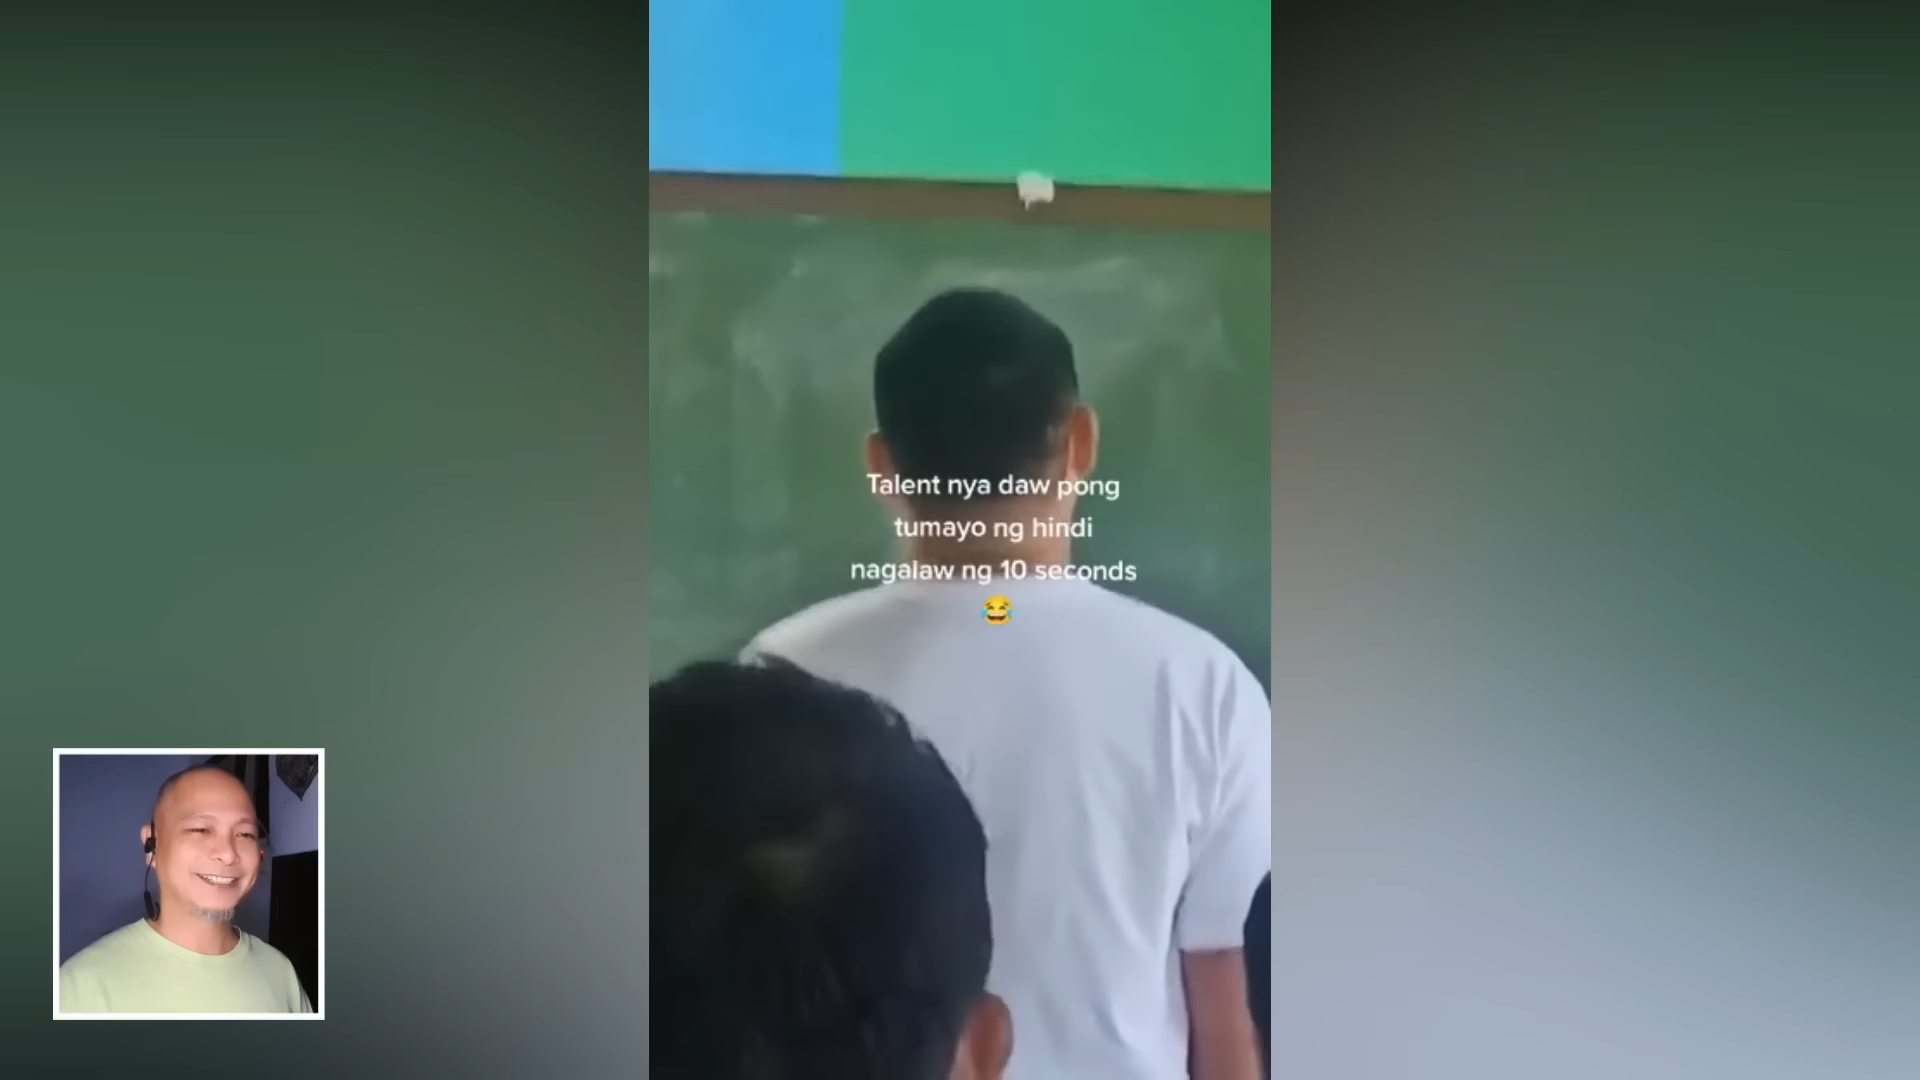 Talent nya daw pong
tumayo ng hindi
nagalaw ng 10 seconds
😂